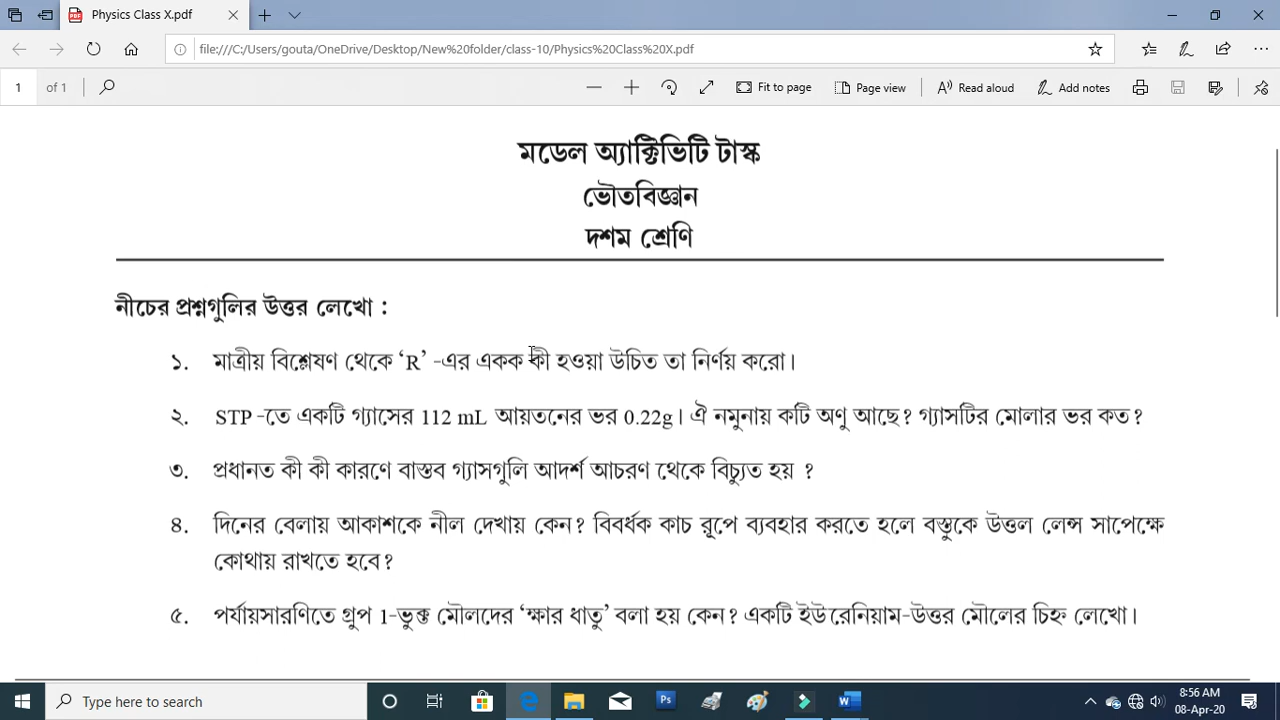 Physics Class X.pdf
file:///C:/Users/gouta/OneDrive/Desktop/New%20folder/class-10/Physics%20Class%20X.pdf
1 of 1 Fit to page Page view Read aloud Add notes
মডেল অ্যাক্টিভিটি টাস্ক
ভৌতবিজ্ঞান
দশম শ্রেণি
নীচের প্রশ্নগুলির উত্তর লেখো :
১. মাত্রীয় বিশ্লেষণ থেকে ‘R’ -এর একক কী হওয়া উচিত তা নির্ণয় করো।
২. STP -তে একটি গ্যাসের 112 mL আয়তনের ভর 0.22g। ঐ নমুনায় কটি অণু আছে? গ্যাসটির মোলার ভর কত?
৩. প্রধানত কী কী কারণে বাস্তব গ্যাসগুলি আদর্শ আচরণ থেকে বিচ্যুত হয় ?
৪. দিনের বেলায় আকাশকে নীল দেখায় কেন? বিবর্ধক কাচ রূপে ব্যবহার করতে হলে বস্তুকে উত্তল লেন্স সাপেক্ষে
কোথায় রাখতে হবে?
৫. পর্যায়সারণিতে গ্রুপ 1-ভুক্ত মৌলদের ‘ক্ষার ধাতু’ বলা হয় কেন? একটি ইউরেনিয়াম-উত্তর মৌলের চিহ্ন লেখো।
Type here to search
8:56 AM
08-Apr-20